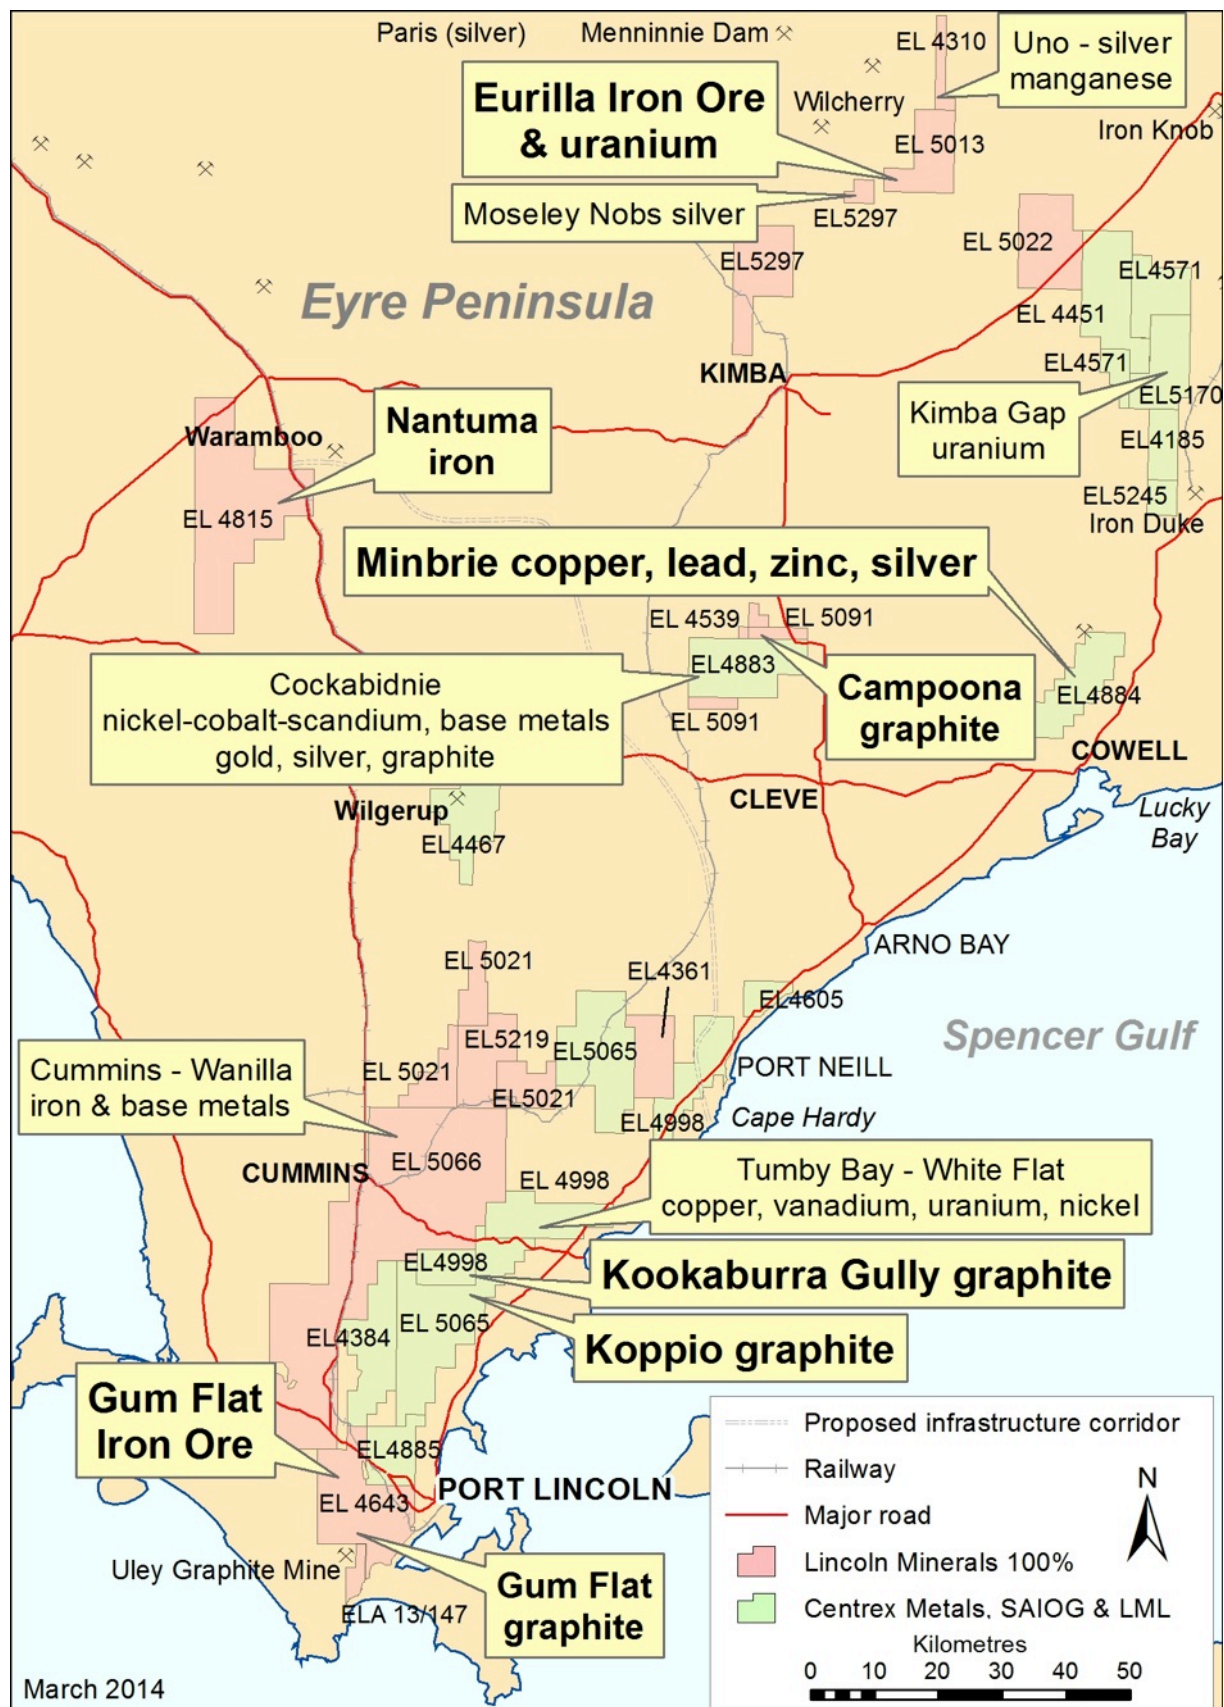 Paris (silver)
Menninnie Dam
EL 4310
Uno - silver
manganese
Eurilla Iron Ore
& uranium
Wilcherry
Iron Knob
EL 5013
Moseley Nobs silver
EL5297
EL5297
EL 5022
EL4571
Eyre Peninsula
EL 4451
EL4571
KIMBA
EL5170
Kimba Gap
uranium
Nantuma
iron
Waramboo
EL4185
EL5245
Iron Duke
EL 4815
Minbrie copper, lead, zinc, silver
EL 4539
EL 5091
EL4883
Cockabidnie
nickel-cobalt-scandium, base metals
gold, silver, graphite
Campoona
graphite
EL4884
EL 5091
COWELL
CLEVE
Wilgerup
Lucky
Bay
EL4467
ARNO BAY
EL 5021
EL4361
EL4605
Spencer Gulf
EL5219
EL5065
EL 5021
PORT NEILL
Cummins - Wanilla
iron & base metals
EL5021
EL4998
Cape Hardy
EL 5066
CUMMINS
EL 4998
Tumby Bay - White Flat
copper, vanadium, uranium, nickel
EL4998
Kookaburra Gully graphite
EL 5065
EL4384
Koppio graphite
Gum Flat
Iron Ore
EL4885
PORT LINCOLN
EL 4643
Uley Graphite Mine
Gum Flat
graphite
ELA 13/147
Proposed infrastructure corridor
Railway
Major road
N
Lincoln Minerals 100%
Centrex Metals, SAIOG & LML
Kilometres
0 10 20 30 40 50
March 2014